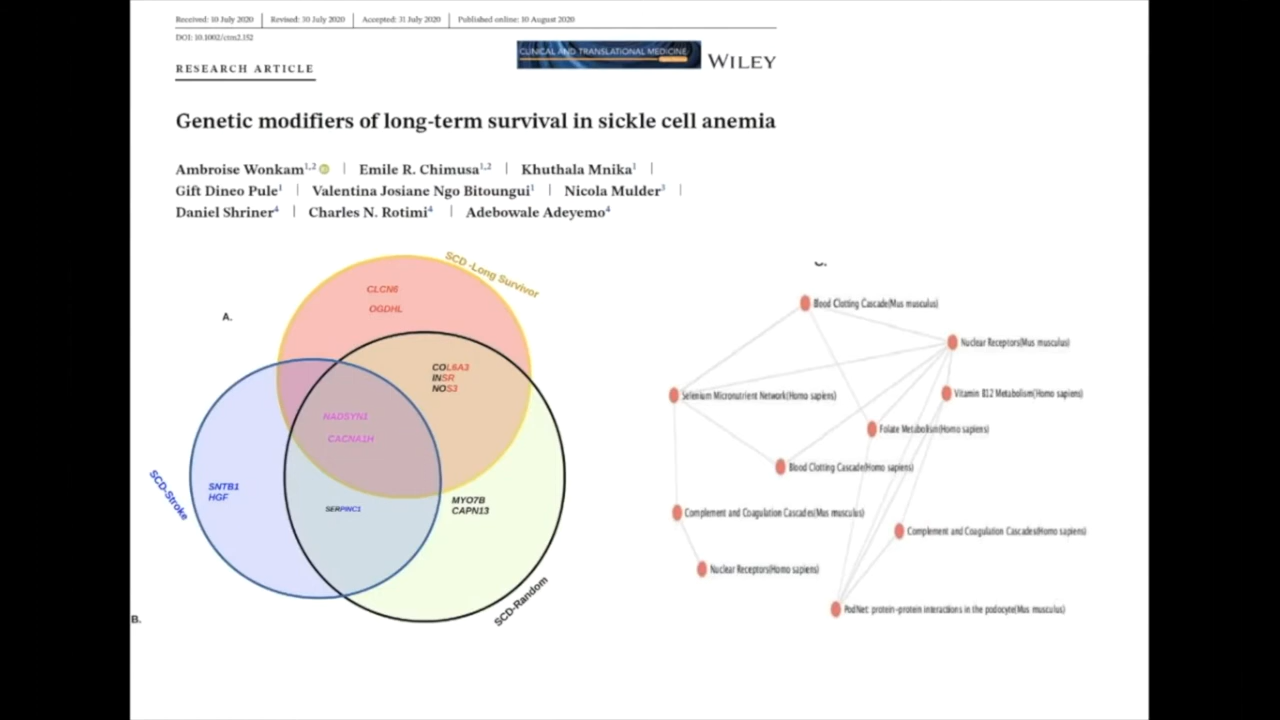 Received: 10 July 2020 | Revised: 30 July 2020 | Accepted: 31 July 2020 | Published online: 10 August 2020
DOI: 10.1002/ctm2.152
CLINICAL AND TRANSLATIONAL MEDICINE
WILEY
RESEARCH ARTICLE
Genetic modifiers of long-term survival in sickle cell anemia
Ambroise Wonkam1,2 | Emile R. Chimusa1,2 | Khuthala Mnika1 |
Gift Dineo Pule1 | Valentina Josiane Ngo Bitoungui1 | Nicola Mulder3 |
Daniel Shriner4 | Charles N. Rotimi4 | Adebowale Adeyemo4
A.
SCD -Long Survivor
CLCN6
OGDHL
COL6A3
INSR
NOS3
NADSYN1
CACNA1H
SCD-Stroke
SNTB1
HGF
SERPINC1
MYO7B
CAPN13
SCD-Random
B.
Blood Clotting Cascade(Mus musculus)
Nuclear Receptors(Mus musculus)
Selenium Micronutrient Network(Homo sapiens)
Vitamin B12 Metabolism(Homo sapiens)
Folate Metabolism(Homo sapiens)
Blood Clotting Cascade(Homo sapiens)
Complement and Coagulation Cascades(Mus musculus)
Complement and Coagulation Cascades(Homo sapiens)
Nuclear Receptors(Homo sapiens)
PodNet: protein-protein interactions in the podocyte(Mus musculus)